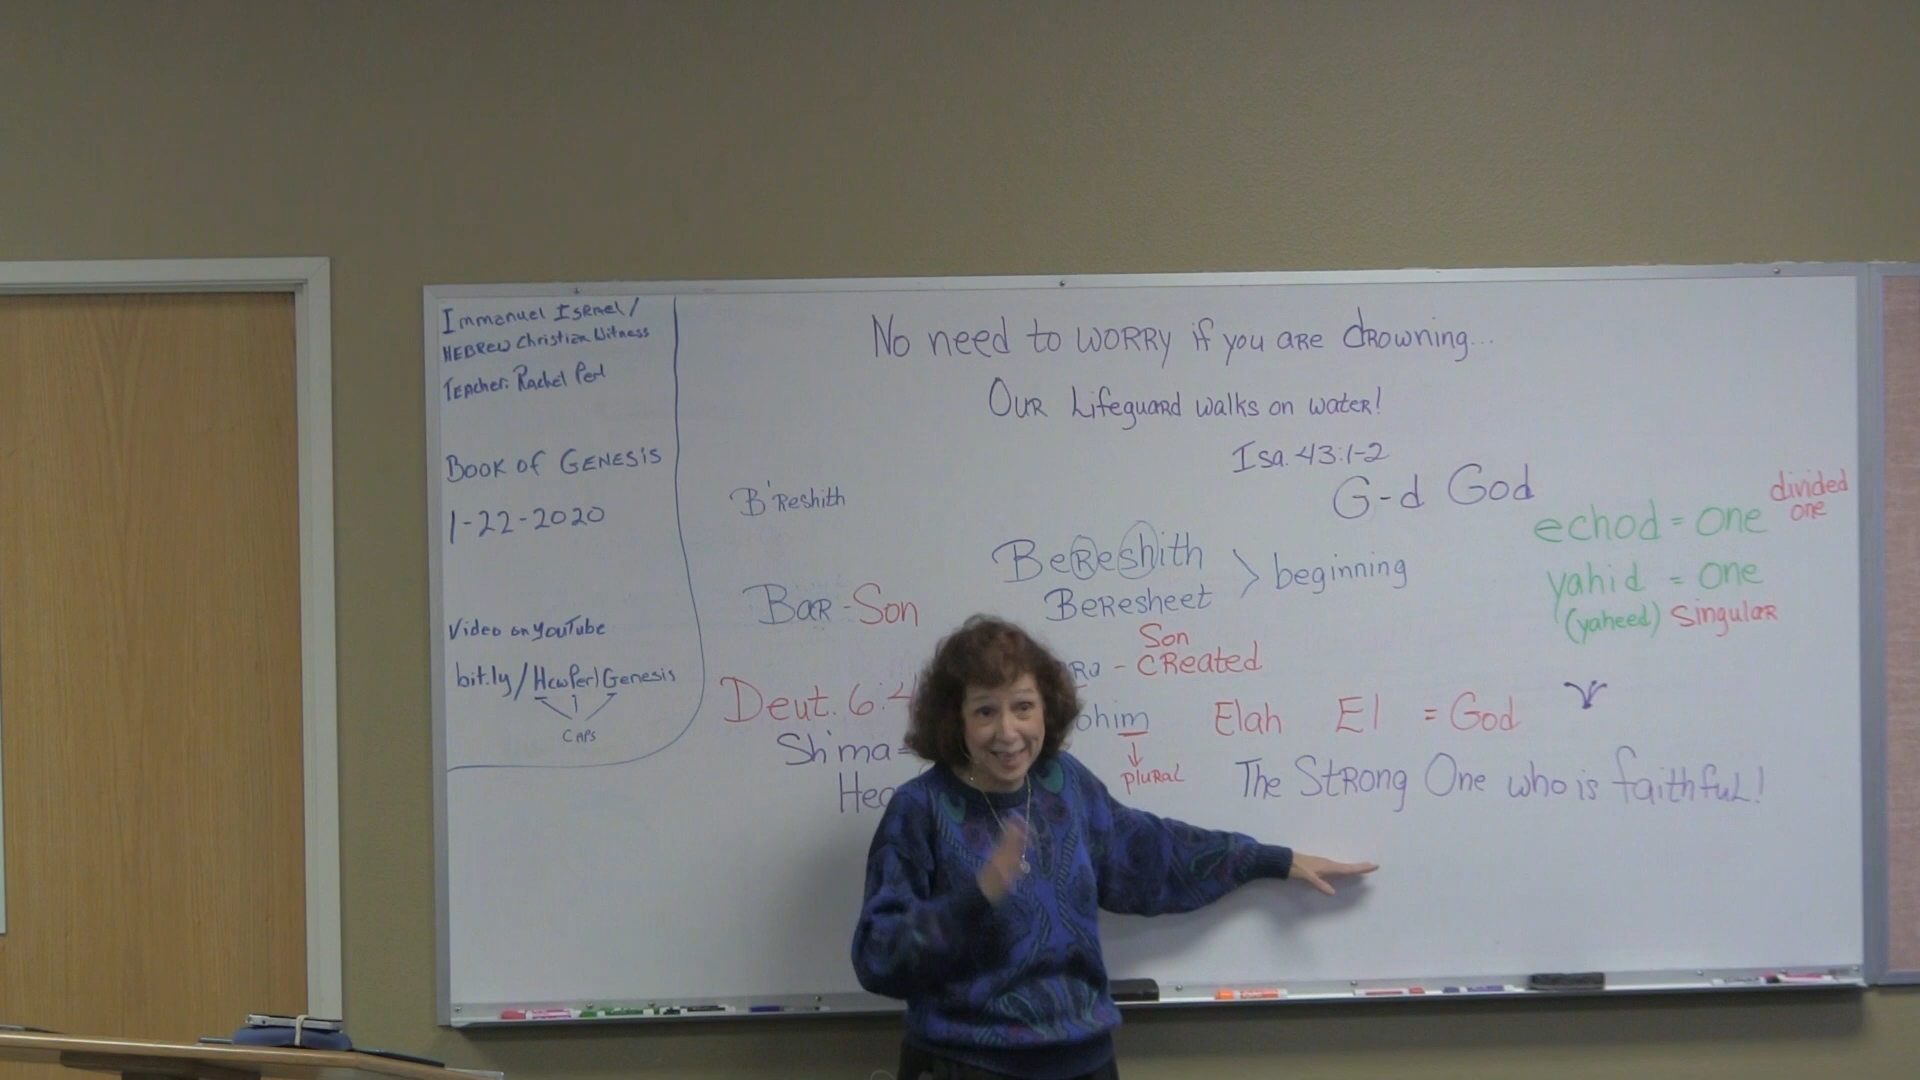 Immanuel Israel/
HEBREW Christian Witness
TEACHER: Rachel Perl
BOOK OF GENESIS
1-22-2020
Video on YouTube
bit.ly/HcwPerlGenesis
CAPS
No need to WORRY if you ARE drowning...
OUR Lifeguard walks on water!
Isa. 43:1-2
G-d God
B'Reshith
BeReshith > beginning
BeResheet
BAR - Son
Son
CReated
Deut. 6:4
Sh'ma =
ohim Elah El = God
pluRal
The StRong One who is faithful!
echod = one divided
one
yahid = one
(yaheed) SingulaR